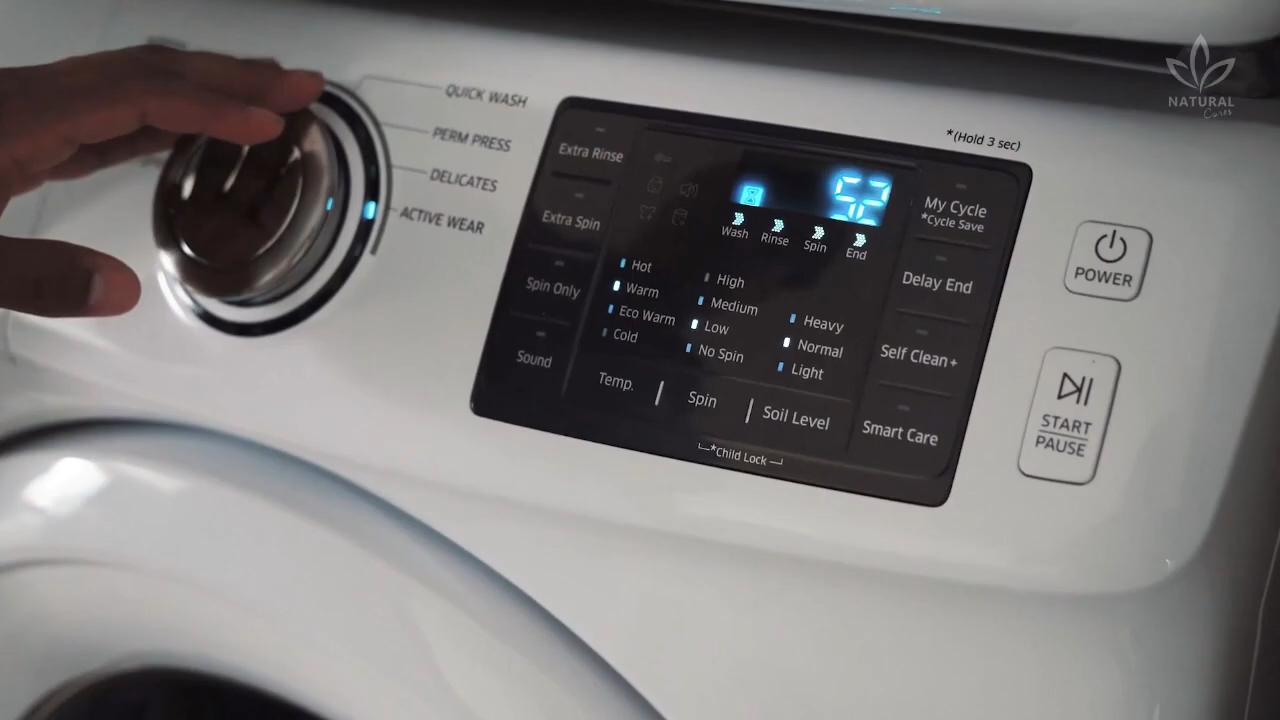 NATURAL
Cures
QUICK WASH
PERM PRESS
DELICATES
ACTIVE WEAR
*(Hold 3 sec)
Extra Rinse
Extra Spin
Spin Only
Sound
52
Wash Rinse Spin End
Hot
Warm
Eco Warm
Cold
High
Medium
Low
No Spin
Heavy
Normal
Light
Temp. Spin Soil Level
*Child Lock
My Cycle
*Cycle Save
Delay End
Self Clean+
Smart Care
POWER
START
PAUSE